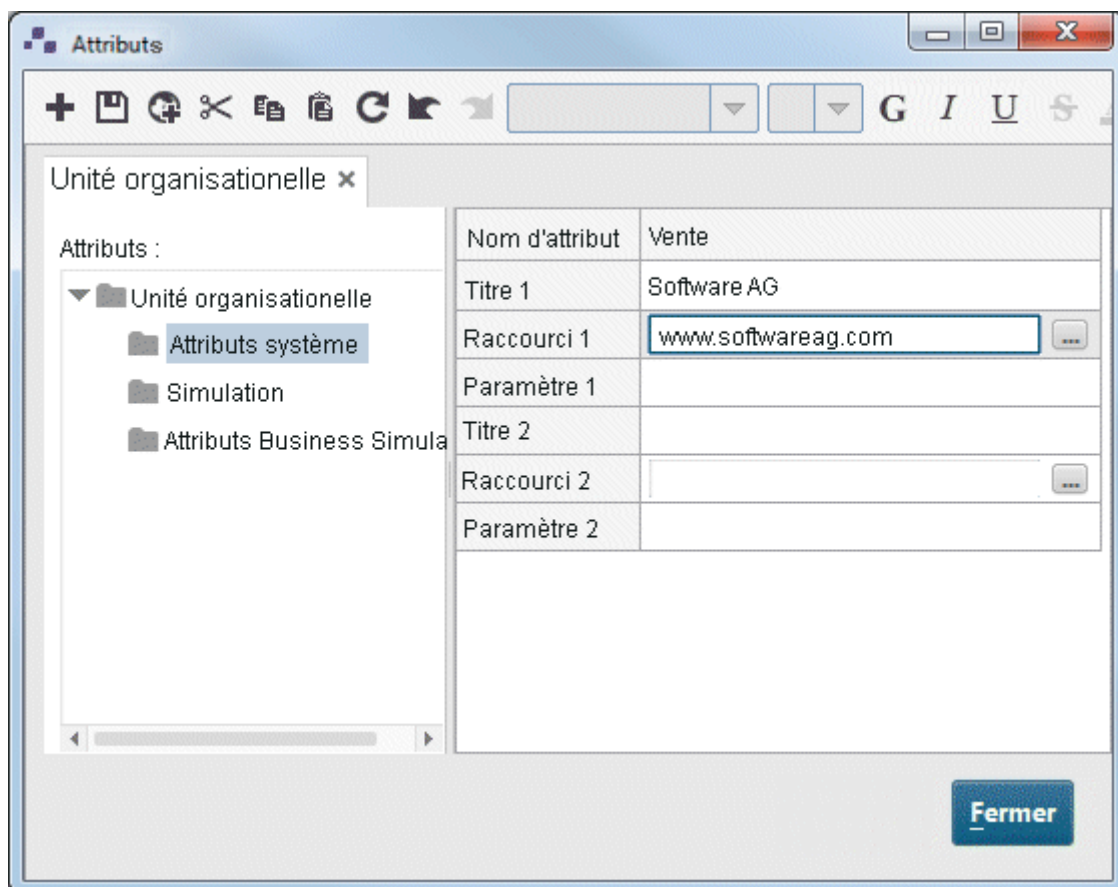 Attributs
G I U S
Unité organisationelle
Attributs :
Unité organisationelle
Attributs système
Simulation
Attributs Business Simula
Nom d'attribut Vente
Titre 1 Software AG
Raccourci 1 www.softwareag.com ...
Paramètre 1
Titre 2
Raccourci 2 ...
Paramètre 2
Fermer